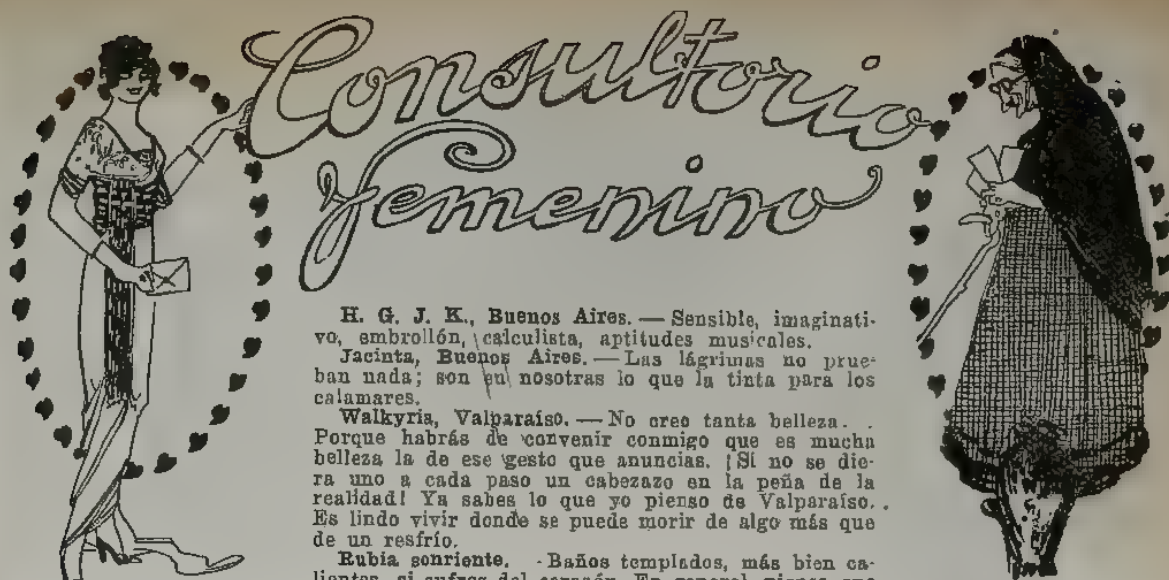 Consultorio
femenino
H. G. J. K., Buenos Aires. — Sensible, imaginati-
vo, embrollón, calculista, aptitudes musicales.
Jacinta, Buenos Aires. — Las lágrimas no prue-
ban nada; son en nosotras lo que la tinta para los
calamares.
Walkyria, Valparaíso. — No creo tanta belleza. .
Porque habrás de convenir conmigo que es mucha
belleza la de ese gesto que anuncias. ¡Si no se die-
ra uno a cada paso un cabezazo en la peña de la
realidad! Ya sabes lo que yo pienso de Valparaíso. .
Es lindo vivir donde se puede morir de algo más que
de un resfrío.
Rubia sonriente. - Baños templados, más bien ca-
lientes, si sufres del corazón. En general